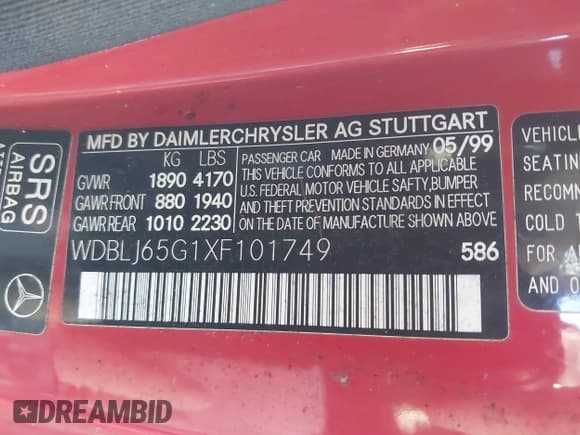 MFD BY DAIMLERCHRYSLER AG STUTTGART
KG LBS
GVWR 1890 4170
GAWR FRONT 880 1940
GAWR REAR 1010 2230
PASSENGER CAR MADE IN GERMANY 05/99
THIS VEHICLE CONFORMS TO ALL APPLICABLE
U.S. FEDERAL MOTOR VEHICLE SAFTY,BUMPER
AND THEFT PREVENTION STANDARDS IN EFFECT
ON THE DATE OF MANUFACTURE SHOWN ABOVE
WDBLJ65G1XF101749 586
SRS
AIRBAG
VEHICL
SEATING
RECOMM
COLD T
FOR A
AND O
DREAMBID